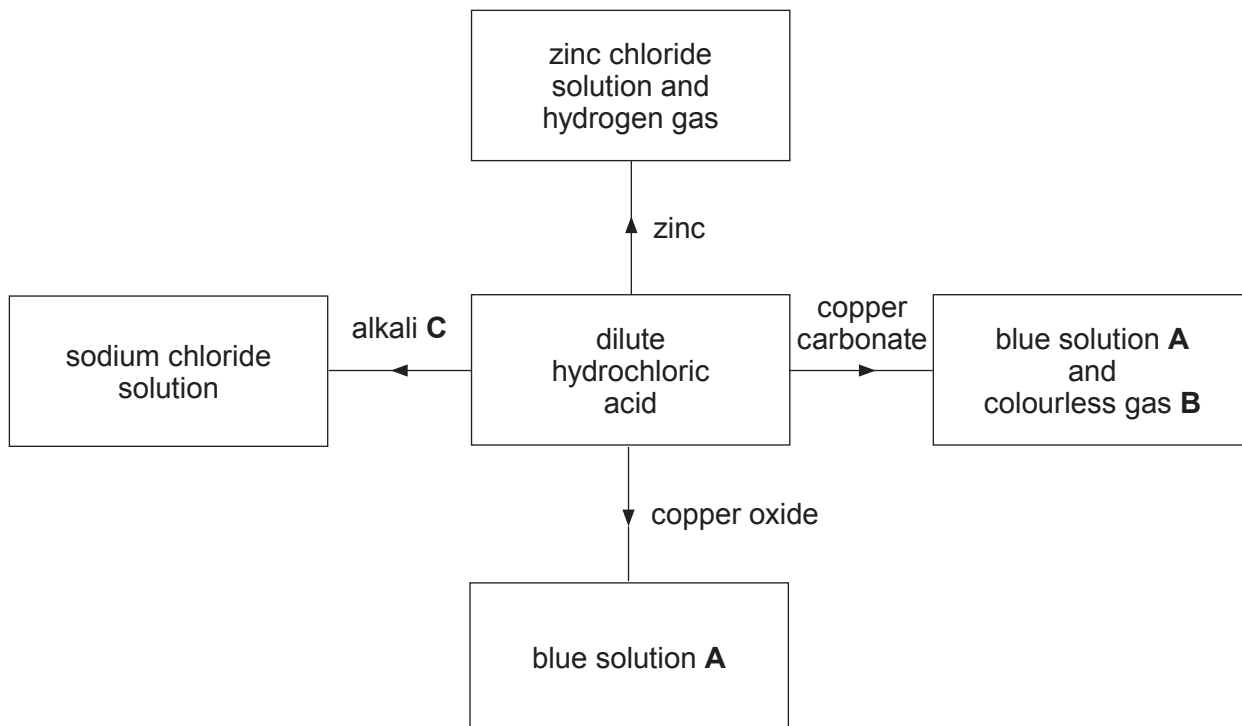 zinc chloride
solution and
hydrogen gas
zinc
sodium chloride
solution
alkali C
dilute
hydrochloric
acid
copper
carbonate
blue solution A
and
colourless gas B
copper oxide
blue solution A